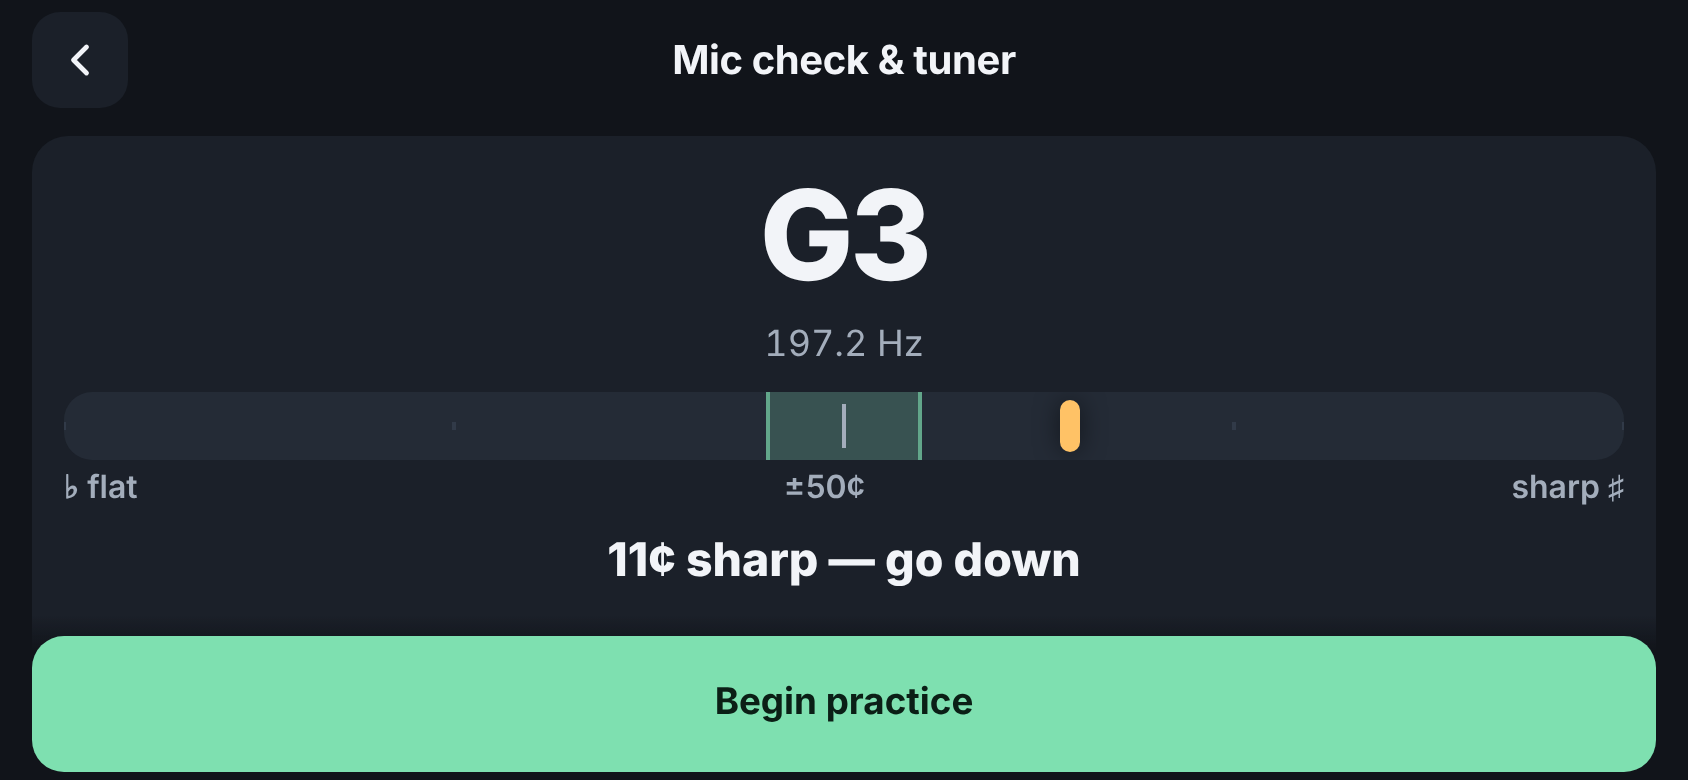 Mic check & tuner
G3
197.2 Hz
♭ flat
±50¢
sharp ♯
11¢ sharp — go down
Begin practice